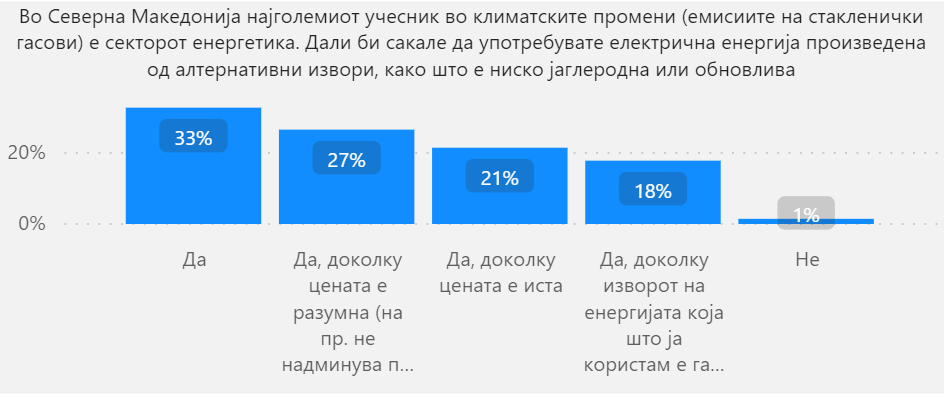 Во Северна Македонија најголемиот учесник во климатските промени (емисиите на стакленички
гасови) е секторот енергетика. Дали би сакале да употребувате електрична енергија произведена
од алтернативни извори, како што е ниско јаглеродна или обновлива
33%
27%
21%
18%
1%
20%
0%
Да
Да, доколку
цената е
разумна (на
пр. не
надминува п...
Да, доколку
цената е иста
Да, доколку
изворот на
енергијата која
што ја
користам е га...
Не